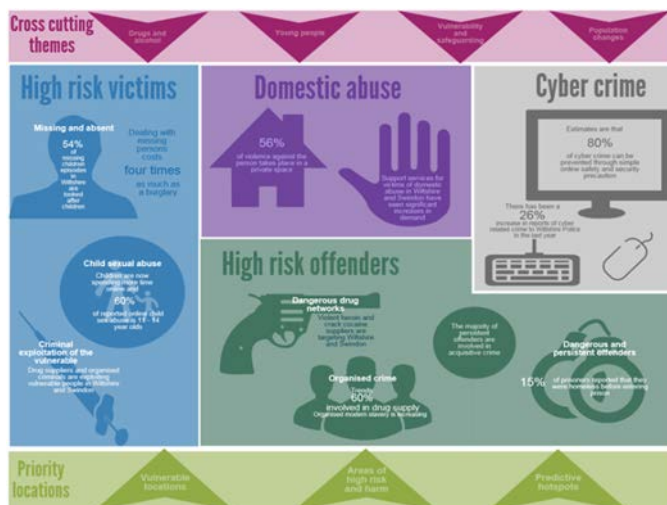 Cross cutting
themes
Drugs and
alcohol
Young people
Vulnerability
and
safeguarding
Population
changes
High risk victims
Missing and absent
54%
of
missing
children
episodes
in
Wiltshire
are
looked
after
children
Dealing with
missing
persons
costs
four times
as much as
a burglary
Child sexual abuse
Children are now
spending more time
online and
60%
of reported online child
sex abuse is 11 - 14
year olds
Criminal
exploitation of the
vulnerable
Drug suppliers and organised
criminals are exploiting
vulnerable people in Wiltshire
and Swindon
Domestic abuse
56%
of violence against the
person takes place in a
private space
Support services for
victims of domestic
abuse in Wiltshire
and Swindon have
seen significant
increases in
demand
Cyber crime
Estimates are that
80%
of cyber crime can be
prevented through simple
online safety and security
precaution
There has been a
26%
increase in reports of cyber
related crime to Wiltshire Police
in the last year
High risk offenders
Dangerous drug
networks
Violent heroin and
crack cocaine
suppliers are
targeting Wiltshire
and Swindon
The majority of
persistent
offenders are
involved in
acquisitive crime
Organised crime
60%
involved in drug supply
Organised modern slavery is increasing
Dangerous and
persistent offenders
15%
of prisoners reported that they
were homeless before entering
prison
Priority
locations
Vulnerable
locations
Areas of
high risk
and harm
Predictive
hotspots